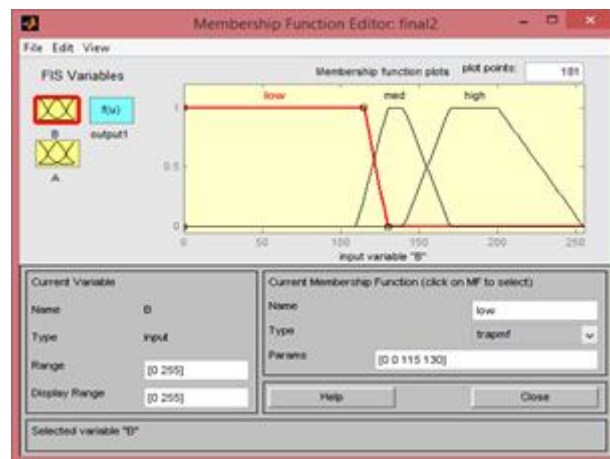 Membership Function Editor: final2
File Edit View
FIS Variables
Membership function plots
plot points:
181
f(u)
B
output1
A
low
med
high
1
0.5
0
0
50
100
150
200
250
input variable "B"
Current Variable
Name
B
Type
input
Range
[0 255]
Display Range
[0 255]
Current Membership Function (click on MF to select)
Name
low
Type
trapmf
Params
[0 0 115 130]
Help
Close
Selected variable "B"